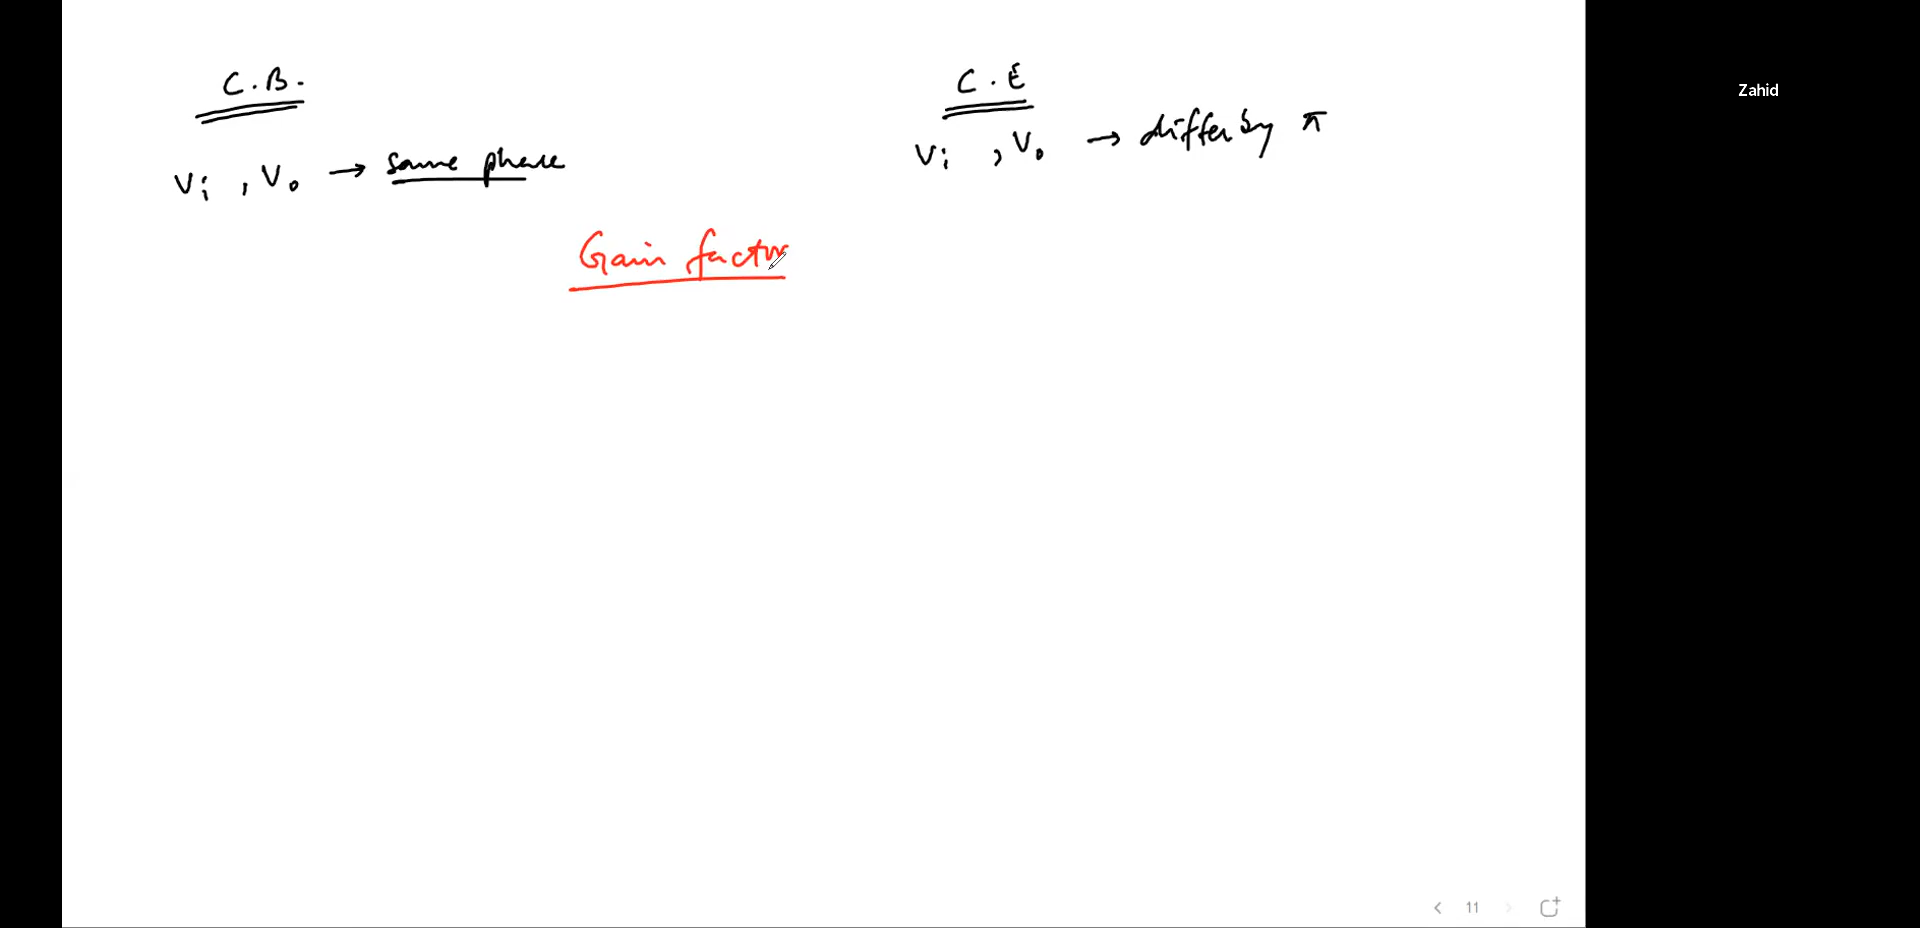 C.B.
Vi , Vo → same phase
C.E
Vi , Vo → differ by π
Gain factor
Zahid
11